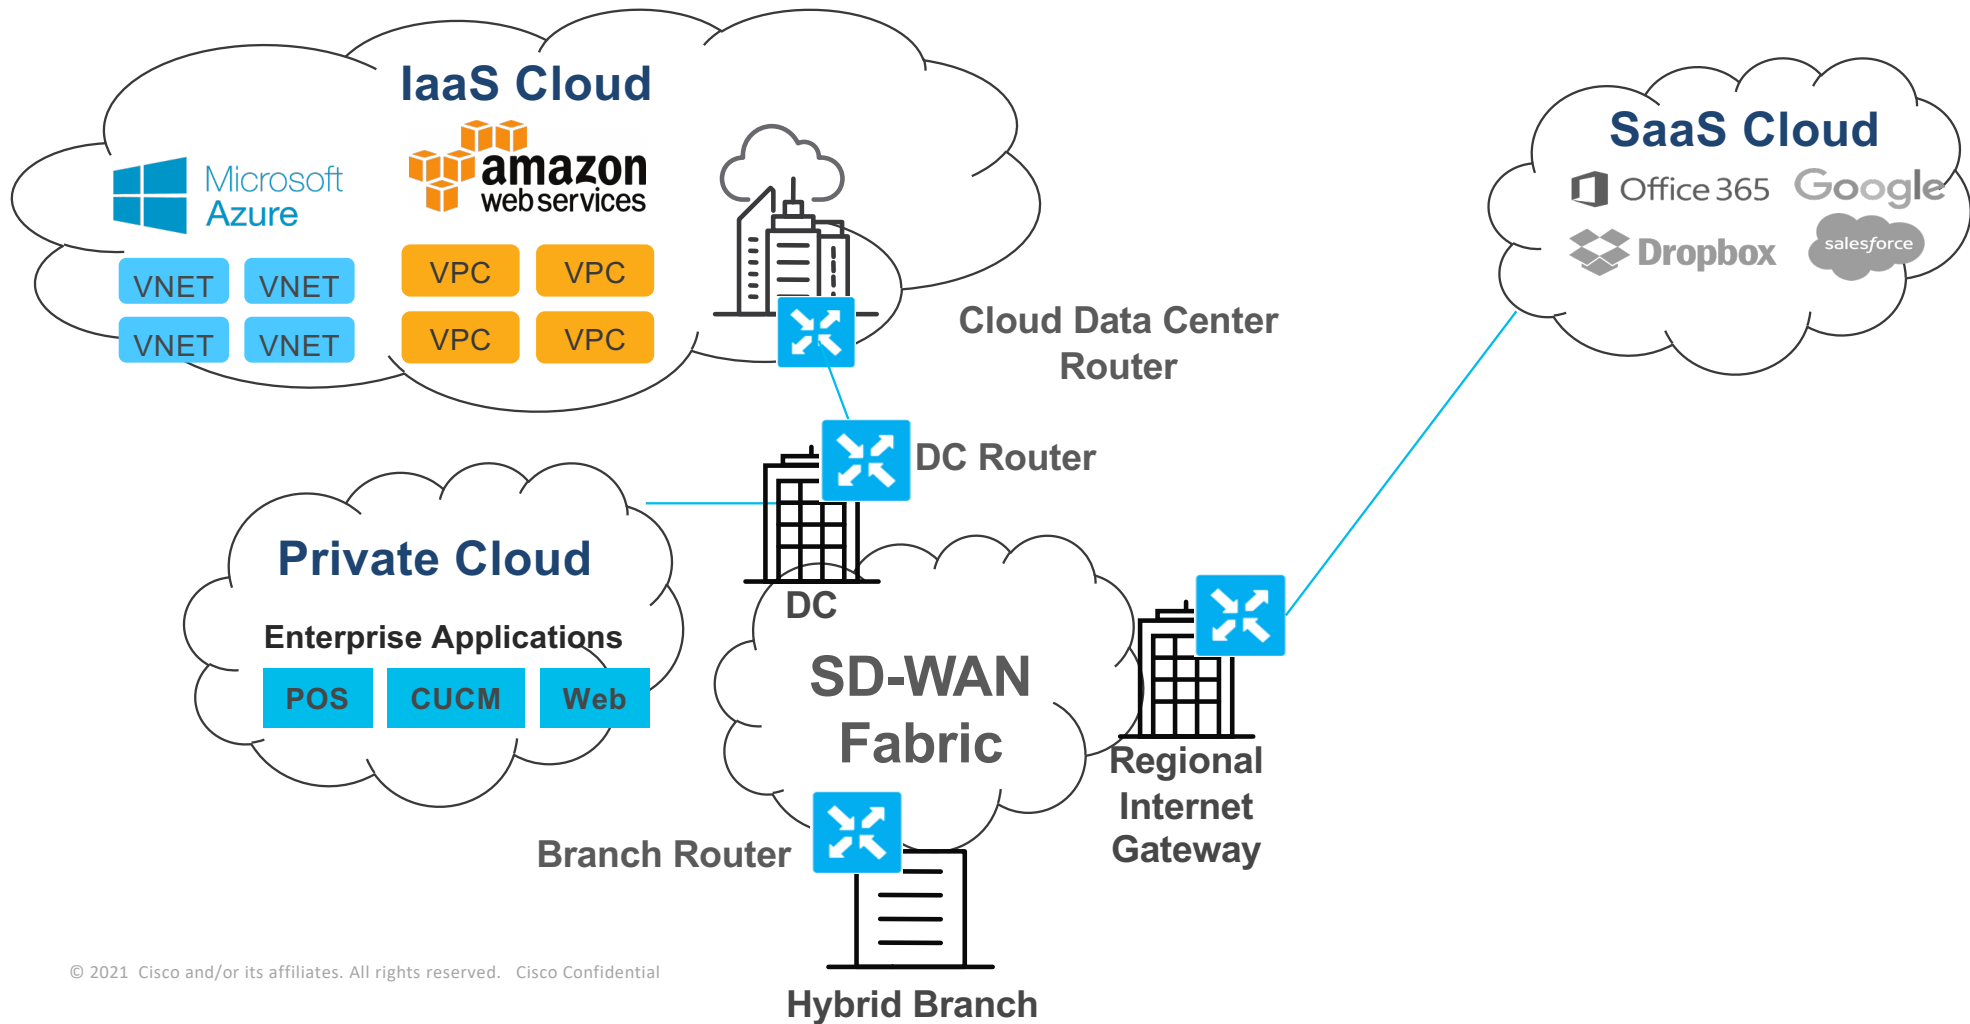 IaaS Cloud
Microsoft
Azure
amazon
web services
VNET VNET
VNET VNET
VPC VPC
VPC VPC
Cloud Data Center
Router
SaaS Cloud
Office 365 Google
Dropbox salesforce
DC Router
DC
Private Cloud
Enterprise Applications
POS CUCM Web
SD-WAN
Fabric
Regional
Internet
Gateway
Branch Router
Hybrid Branch
© 2021 Cisco and/or its affiliates. All rights reserved. Cisco Confidential